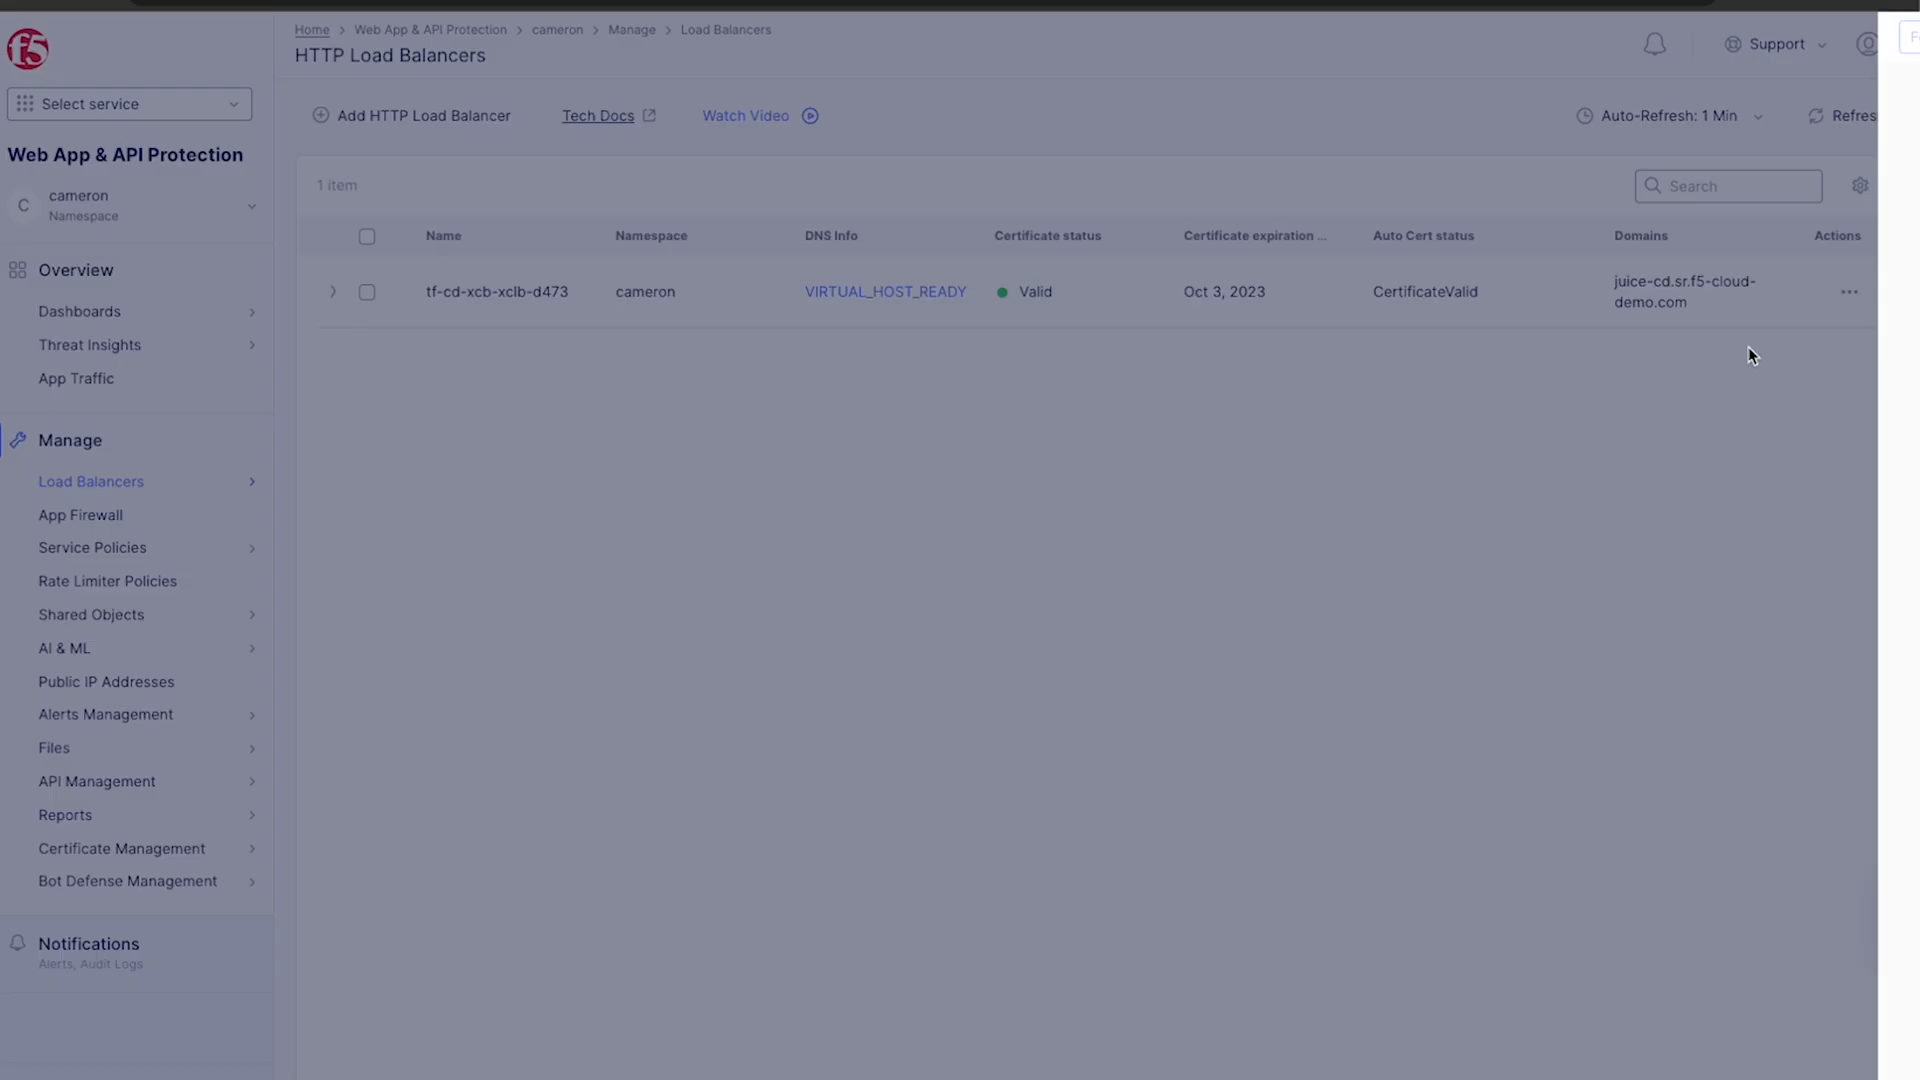 f5
Select service
Web App & API Protection
C
cameron
Namespace
Overview
Dashboards
Threat Insights
App Traffic
Manage
Load Balancers
App Firewall
Service Policies
Rate Limiter Policies
Shared Objects
AI & ML
Public IP Addresses
Alerts Management
Files
API Management
Reports
Certificate Management
Bot Defense Management
Notifications
Alerts, Audit Logs
Home > Web App & API Protection > cameron > Manage > Load Balancers
HTTP Load Balancers
Support
Add HTTP Load Balancer Tech Docs Watch Video Auto-Refresh: 1 Min Refres
1 item
Search
Name Namespace DNS Info Certificate status Certificate expiration ... Auto Cert status Domains Actions
tf-cd-xcb-xclb-d473 cameron VIRTUAL_HOST_READY Valid Oct 3, 2023 CertificateValid juice-cd.sr.f5-cloud-
demo.com